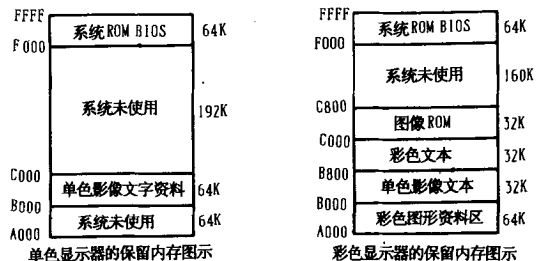 FFFF
系统ROM BIOS
64K
F000
系统未使用
192K
C000
单色影像文字资料
64K
B000
系统未使用
64K
A000
单色显示器的保留内存图示
FFFF
系统ROM BIOS
64K
F000
系统未使用
160K
C800
图像ROM
32K
C000
彩色文本
32K
B800
单色影像文本
32K
B000
彩色图形资料区
64K
A000
彩色显示器的保留内存图示